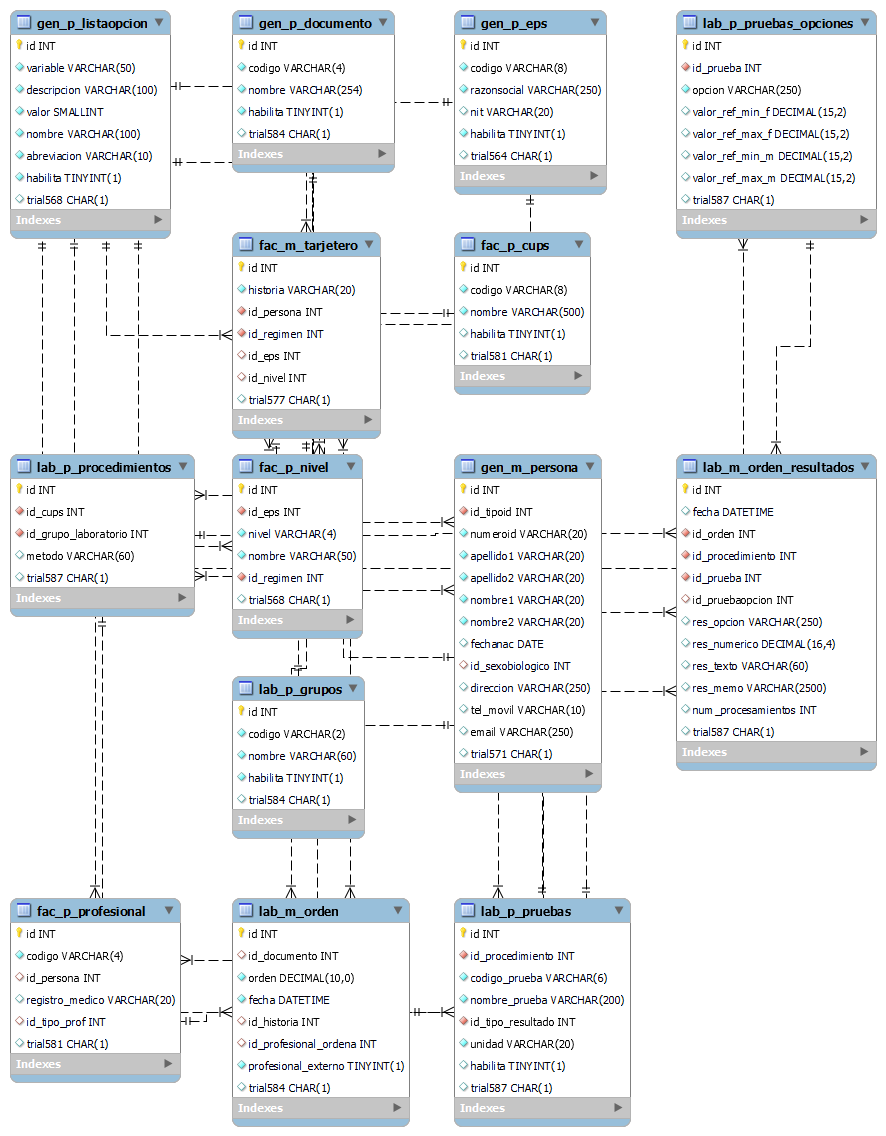 gen_p_listaopcion
id INT
variable VARCHAR(50)
descripcion VARCHAR(100)
valor SMALLINT
nombre VARCHAR(100)
abreviacion VARCHAR(10)
habilita TINYINT(1)
trial568 CHAR(1)
Indexes
gen_p_documento
id INT
codigo VARCHAR(4)
nombre VARCHAR(254)
habilita TINYINT(1)
trial584 CHAR(1)
Indexes
gen_p_eps
id INT
codigo VARCHAR(8)
razonsocial VARCHAR(250)
nit VARCHAR(20)
habilita TINYINT(1)
trial564 CHAR(1)
Indexes
lab_p_pruebas_opciones
id INT
id_prueba INT
opcion VARCHAR(250)
valor_ref_min_f DECIMAL(15,2)
valor_ref_max_f DECIMAL(15,2)
valor_ref_min_m DECIMAL(15,2)
valor_ref_max_m DECIMAL(15,2)
trial587 CHAR(1)
Indexes
fac_m_tarjetero
id INT
historia VARCHAR(20)
id_persona INT
id_regimen INT
id_eps INT
id_nivel INT
trial577 CHAR(1)
Indexes
fac_p_cups
id INT
codigo VARCHAR(8)
nombre VARCHAR(500)
habilita TINYINT(1)
trial581 CHAR(1)
Indexes
lab_p_procedimientos
id INT
id_cups INT
id_grupo_laboratorio INT
metodo VARCHAR(60)
trial587 CHAR(1)
Indexes
fac_p_nivel
id INT
id_eps INT
nivel VARCHAR(4)
nombre VARCHAR(50)
id_regimen INT
trial568 CHAR(1)
Indexes
gen_m_persona
id INT
id_tipoid INT
numeroid VARCHAR(20)
apellido1 VARCHAR(20)
apellido2 VARCHAR(20)
nombre1 VARCHAR(20)
nombre2 VARCHAR(20)
fechanac DATE
id_sexobiologico INT
direccion VARCHAR(250)
tel_movil VARCHAR(10)
email VARCHAR(250)
trial571 CHAR(1)
Indexes
lab_m_orden_resultados
id INT
fecha DATETIME
id_orden INT
id_procedimiento INT
id_prueba INT
id_pruebaopcion INT
res_opcion VARCHAR(250)
res_numerico DECIMAL(16,4)
res_texto VARCHAR(60)
res_memo VARCHAR(2500)
num_procesamientos INT
trial587 CHAR(1)
Indexes
lab_p_grupos
id INT
codigo VARCHAR(2)
nombre VARCHAR(60)
habilita TINYINT(1)
trial584 CHAR(1)
Indexes
fac_p_profesional
id INT
codigo VARCHAR(4)
id_persona INT
registro_medico VARCHAR(20)
id_tipo_prof INT
trial581 CHAR(1)
Indexes
lab_m_orden
id INT
id_documento INT
orden DECIMAL(10,0)
fecha DATETIME
id_historia INT
id_profesional_ordena INT
profesional_externo TINYINT(1)
trial584 CHAR(1)
Indexes
lab_p_pruebas
id INT
id_procedimiento INT
codigo_prueba VARCHAR(6)
nombre_prueba VARCHAR(200)
id_tipo_resultado INT
unidad VARCHAR(20)
habilita TINYINT(1)
trial587 CHAR(1)
Indexes